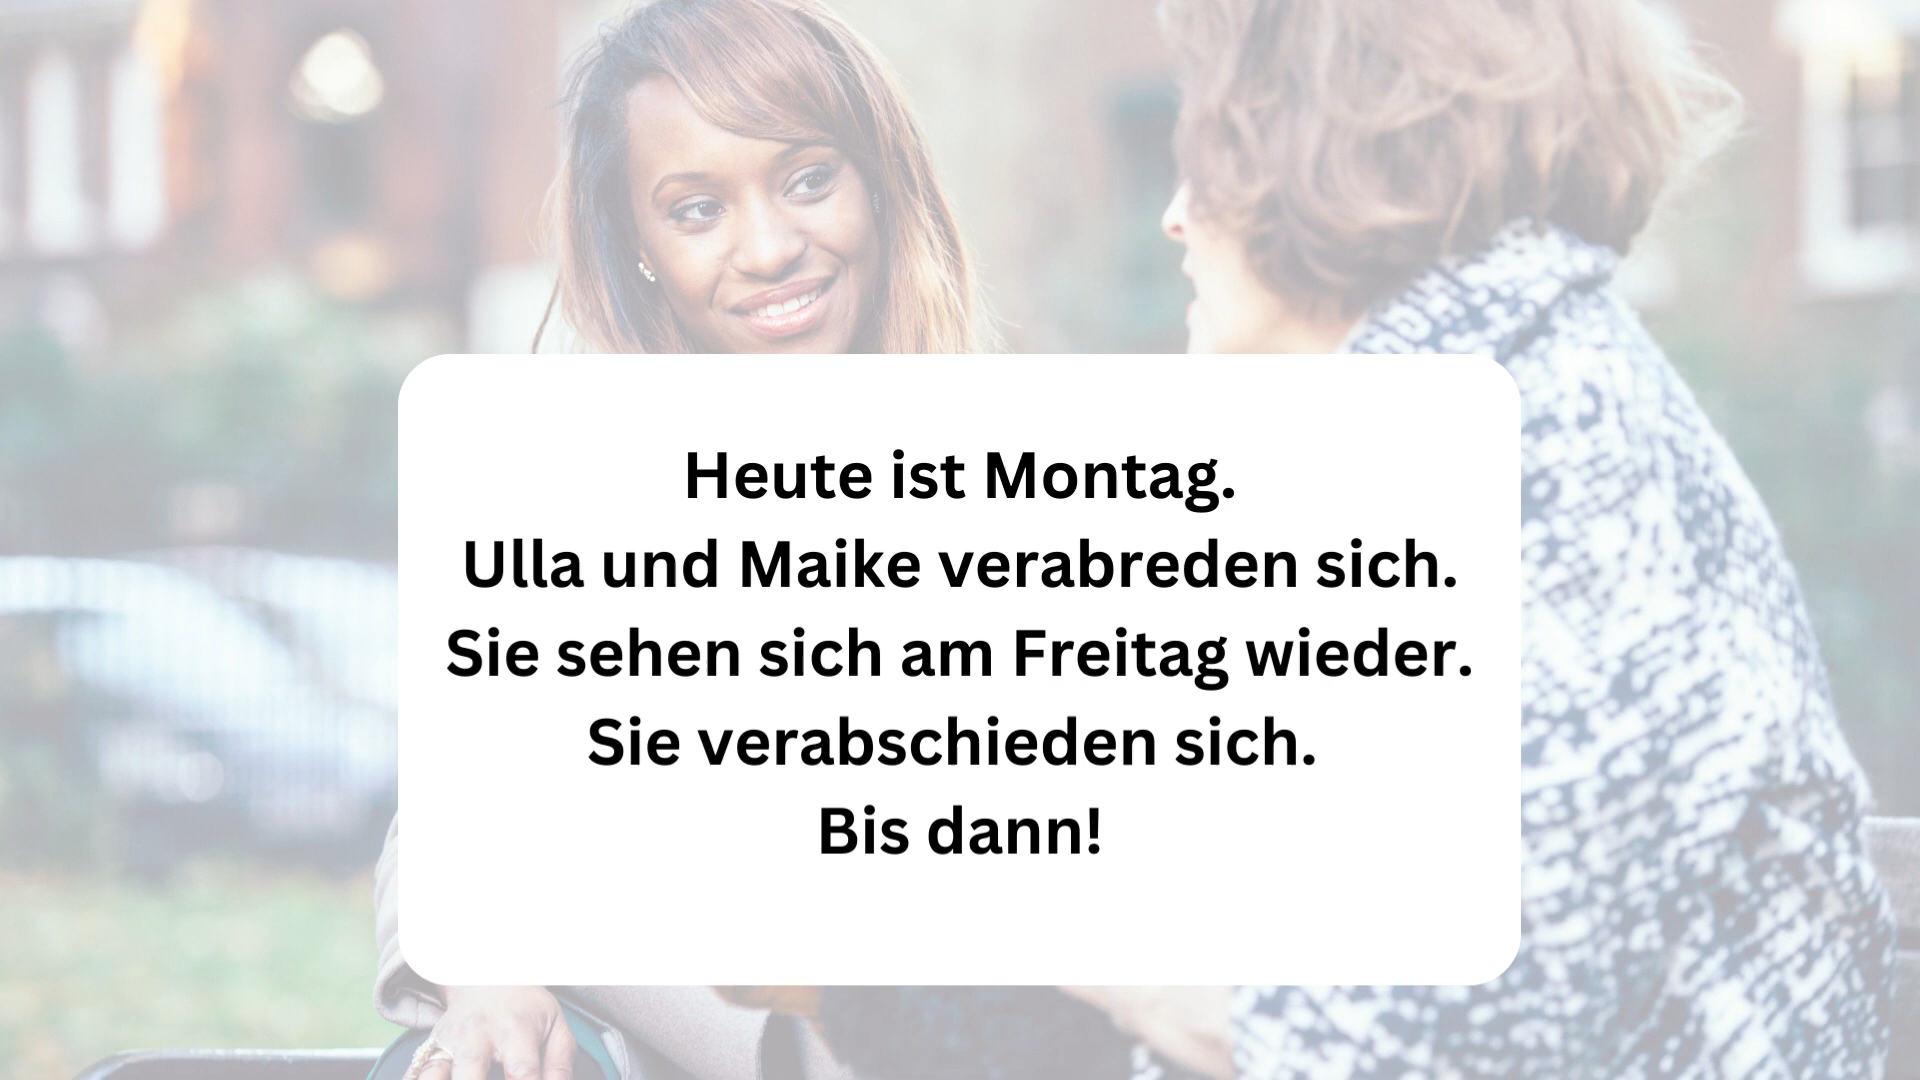 Heute ist Montag.
Ulla und Maike verabreden sich.
Sie sehen sich am Freitag wieder.
Sie verabschieden sich.
Bis dann!